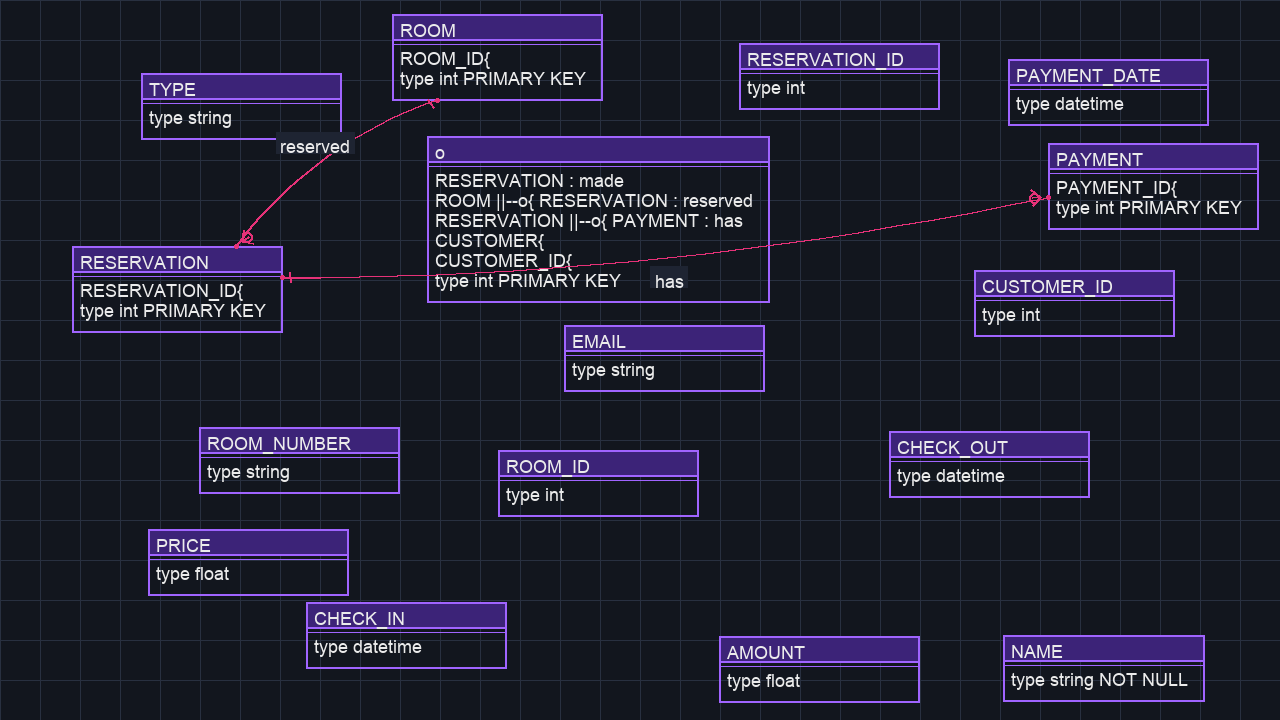 ROOM
ROOM_ID{
type int PRIMARY KEY
RESERVATION_ID
type int
PAYMENT_DATE
type datetime
TYPE
type string
reserved
o
RESERVATION : made
ROOM ||--o{ RESERVATION : reserved
RESERVATION ||--o{ PAYMENT : has
CUSTOMER{
CUSTOMER_ID{
type int PRIMARY KEY
has
PAYMENT
PAYMENT_ID{
type int PRIMARY KEY
RESERVATION
RESERVATION_ID{
type int PRIMARY KEY
CUSTOMER_ID
type int
EMAIL
type string
ROOM_NUMBER
type string
ROOM_ID
type int
CHECK_OUT
type datetime
PRICE
type float
CHECK_IN
type datetime
AMOUNT
type float
NAME
type string NOT NULL